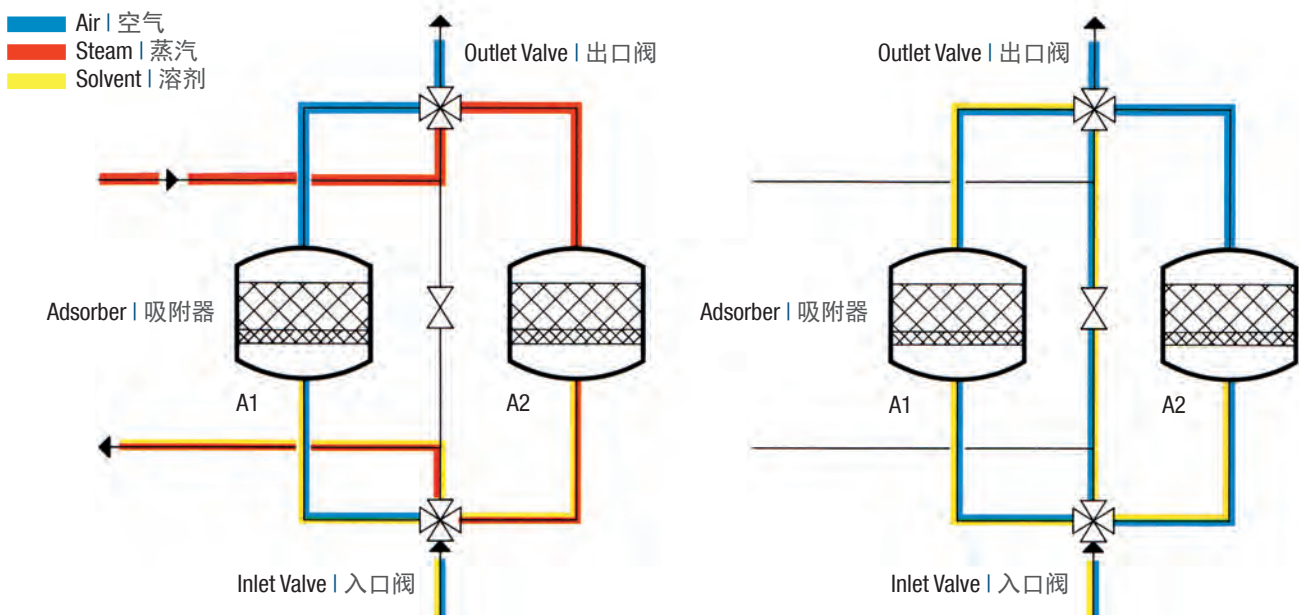 Air | 空气
Steam | 蒸汽
Solvent | 溶剂
Outlet Valve | 出口阀
Adsorber | 吸附器
A1
A2
Inlet Valve | 入口阀
Outlet Valve | 出口阀
Adsorber | 吸附器
A1
A2
Inlet Valve | 入口阀